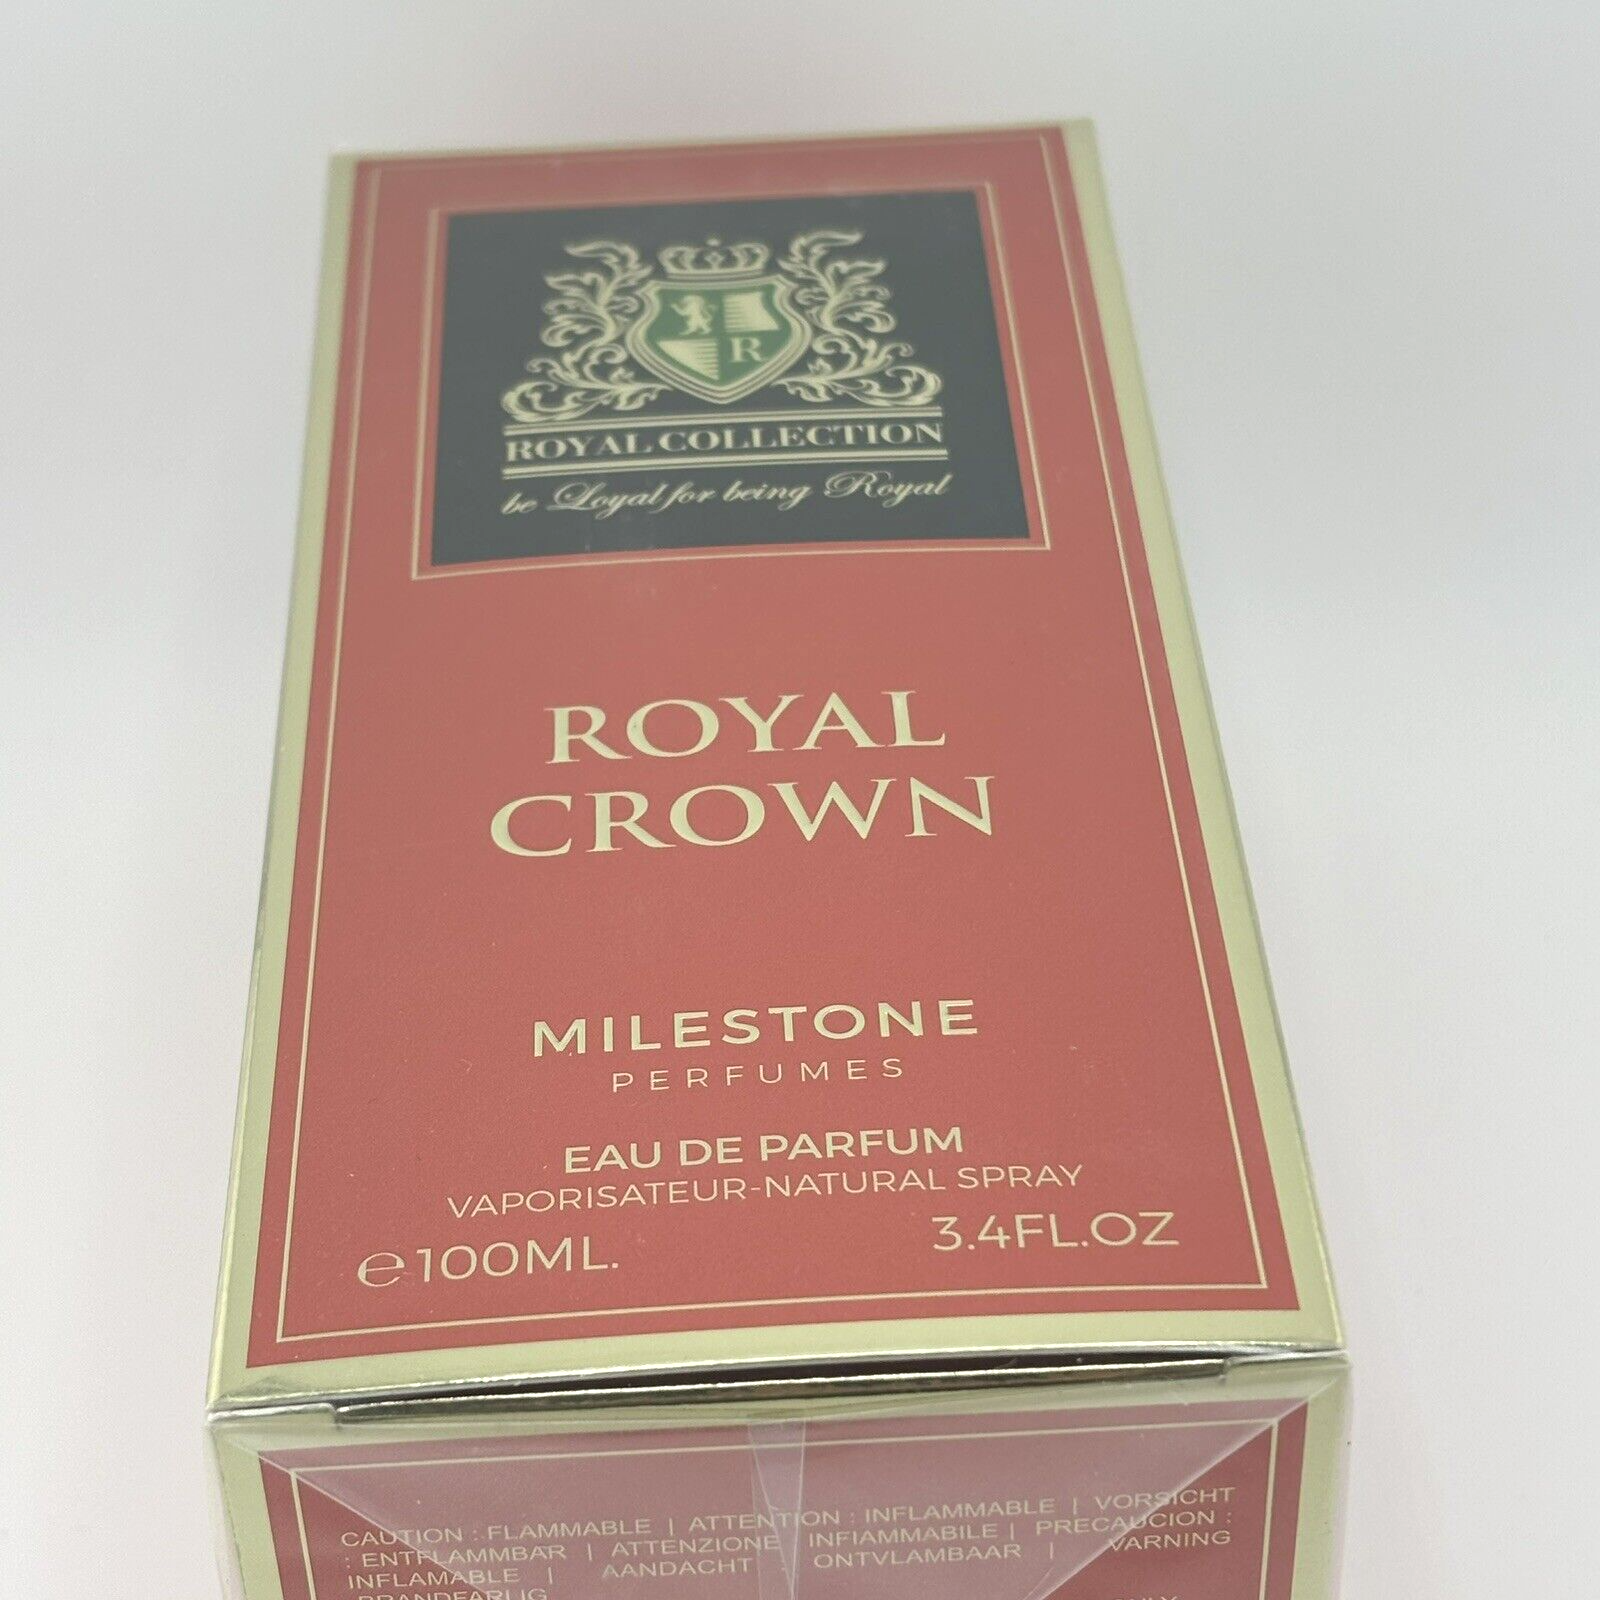 R
ROYAL COLLECTION
be Loyal for being Royal
ROYAL
CROWN
MILESTONE
PERFUMES
EAU DE PARFUM
VAPORISATEUR-NATURAL SPRAY
℮100ML. 3.4FL.OZ
CAUTION : FLAMMABLE | ATTENTION : INFLAMMABLE | VORSICHT
: ENTFLAMMBAR | ATTENZIONE INFIAMMABILE | PRECAUCION :
INFLAMABLE | AANDACHT : ONTVLAMBAAR | VARNING
BRANDFARLIG